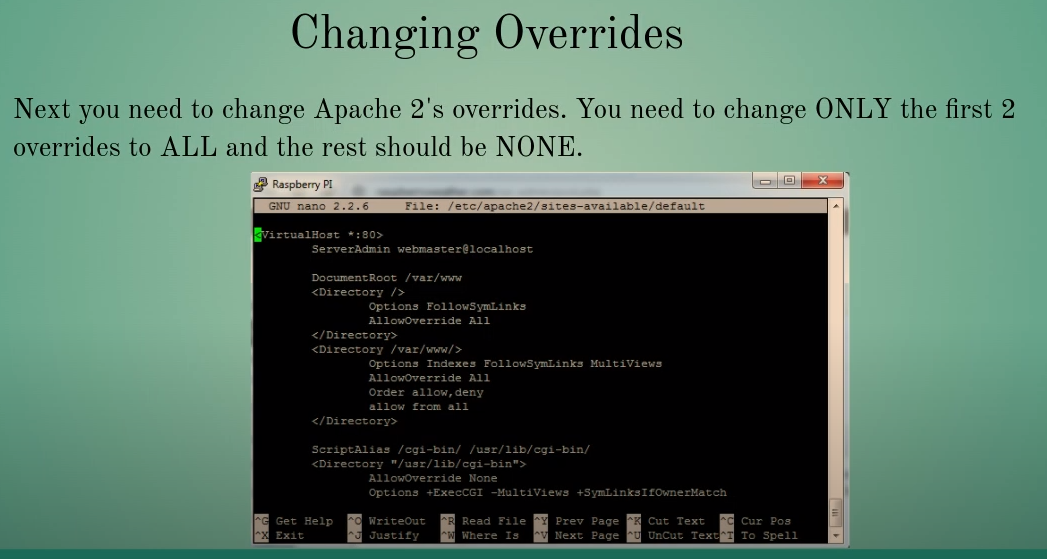 Changing Overrides
Next you need to change Apache 2's overrides. You need to change ONLY the first 2
overrides to ALL and the rest should be NONE.
Raspberry PI
GNU nano 2.2.6 File: /etc/apache2/sites-available/default
<VirtualHost *:80>
ServerAdmin webmaster@localhost
DocumentRoot /var/www
<Directory />
Options FollowSymLinks
AllowOverride All
</Directory>
<Directory /var/www/>
Options Indexes FollowSymLinks MultiViews
AllowOverride All
Order allow,deny
allow from all
</Directory>
ScriptAlias /cgi-bin/ /usr/lib/cgi-bin/
<Directory "/usr/lib/cgi-bin">
AllowOverride None
Options +ExecCGI -MultiViews +SymLinksIfOwnerMatch
^G Get Help ^O WriteOut ^R Read File ^Y Prev Page ^K Cut Text ^C Cur Pos
^X Exit ^J Justify ^W Where Is ^V Next Page ^U UnCut Text ^T To Spell